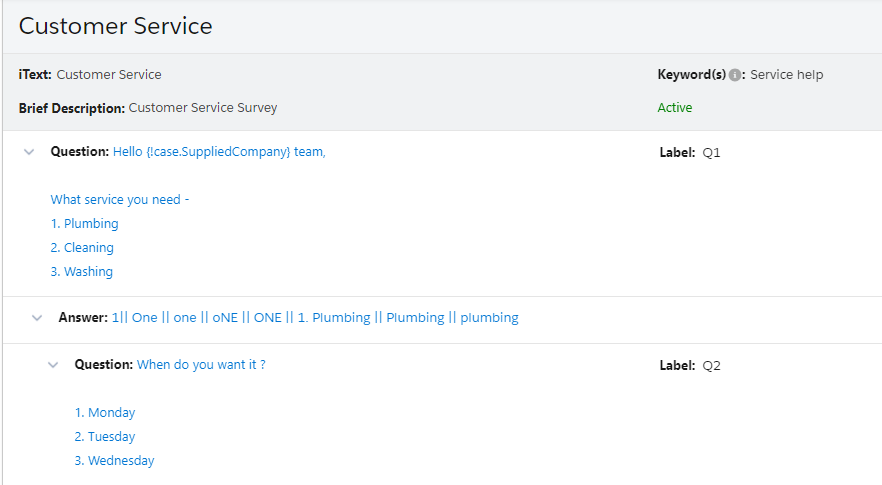 Customer Service
iText: Customer Service
Keyword(s) i: Service help
Brief Description: Customer Service Survey
Active
Question: Hello {!case.SuppliedCompany} team,
Label: Q1
What service you need -
1. Plumbing
2. Cleaning
3. Washing
Answer: 1|| One || one || oNE || ONE || 1. Plumbing || Plumbing || plumbing
Question: When do you want it ?
Label: Q2
1. Monday
2. Tuesday
3. Wednesday